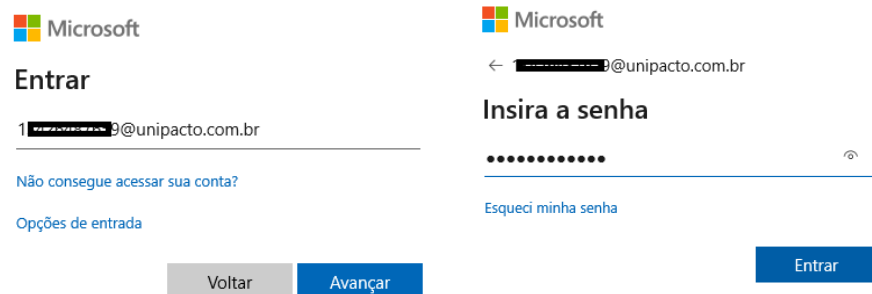 Microsoft
Entrar
1 9@unipacto.com.br
Não consegue acessar sua conta?
Opções de entrada
Voltar
Avançar
Microsoft
← 1 9@unipacto.com.br
Insira a senha
●●●●●●●●●●●●
Esqueci minha senha
Entrar